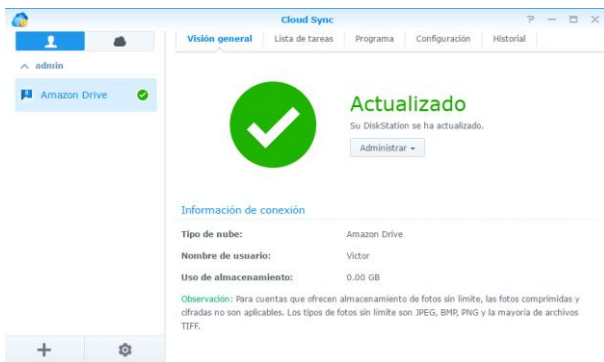 Cloud Sync
Visión general
Lista de tareas
Programa
Configuración
Historial
admin
Amazon Drive
Actualizado
Su DiskStation se ha actualizado.
Administrar
Información de conexión
Tipo de nube: Amazon Drive
Nombre de usuario: Victor
Uso de almacenamiento: 0.00 GB
Observación: Para cuentas que ofrecen almacenamiento de fotos sin límite, las fotos comprimidas y
cifradas no son aplicables. Los tipos de fotos sin límite son JPEG, BMP, PNG y la mayoría de archivos
TIFF.